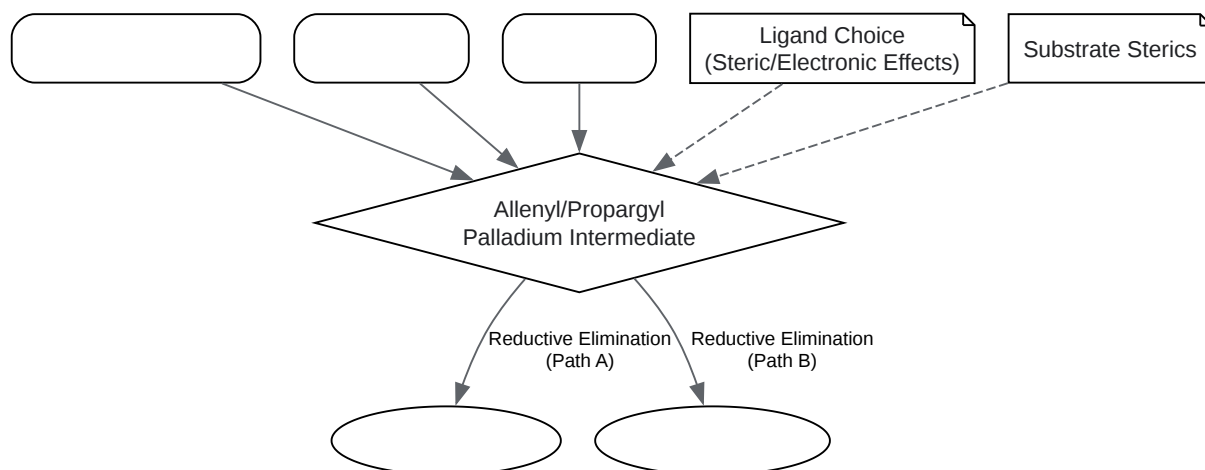 Ligand Choice
(Steric/Electronic Effects)
Substrate Sterics
Allenyl/Propargyl
Palladium Intermediate
Reductive Elimination
(Path A)
Reductive Elimination
(Path B)